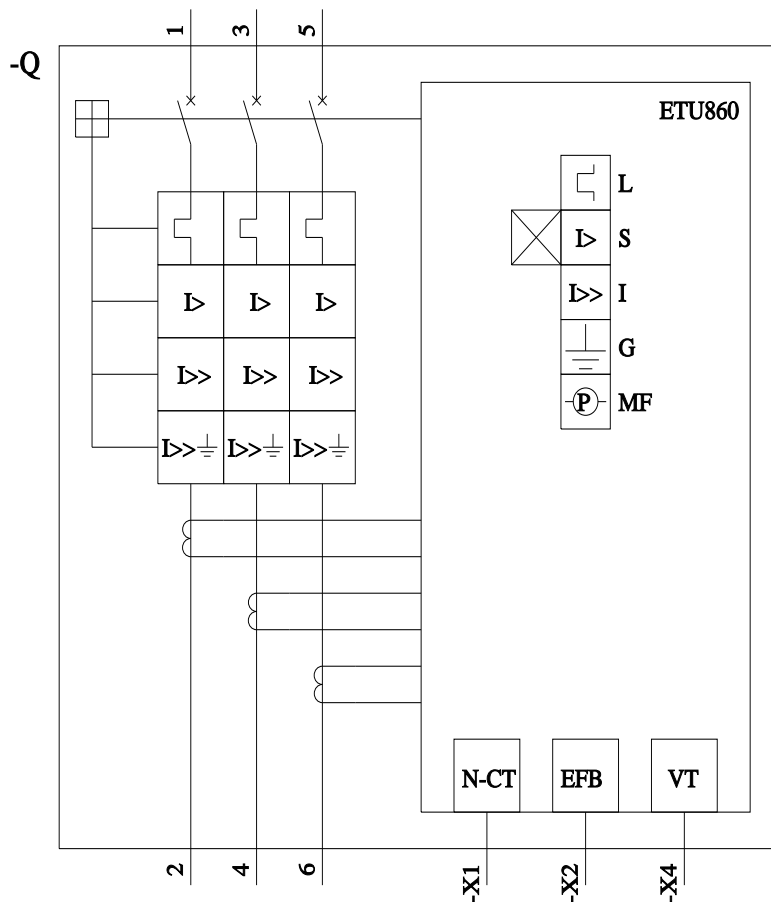 1 3 5
-Q
ETU860
L
I> S
I> I> I>
I>> I
G
I>> I>> I>>
P MF
I>> I>> I>>
N-CT EFB VT
2 4 6 -X1 -X2 -X4